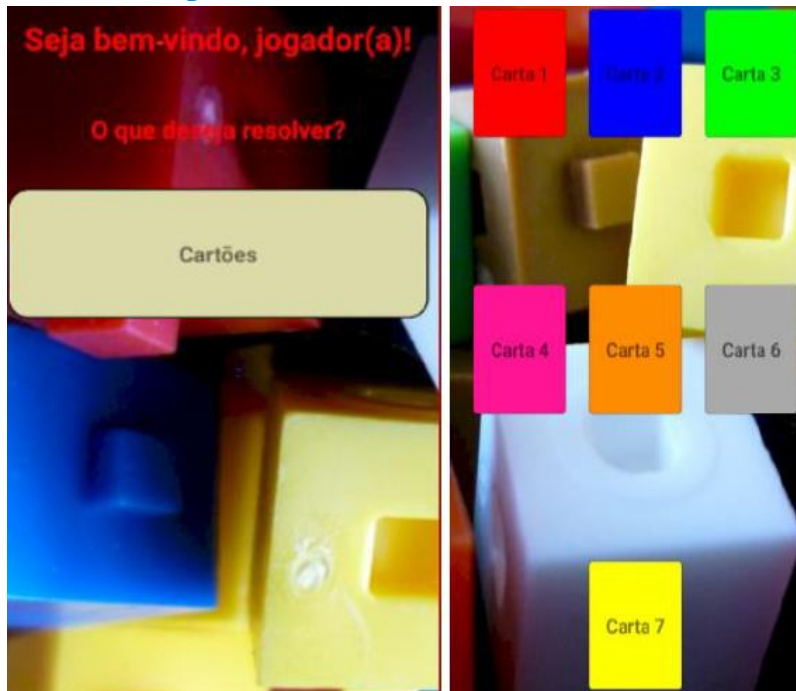 Seja bem-vindo, jogador(a)!
O que deseja resolver?
Cartões
Carta 1
Carta 2
Carta 3
Carta 4
Carta 5
Carta 6
Carta 7